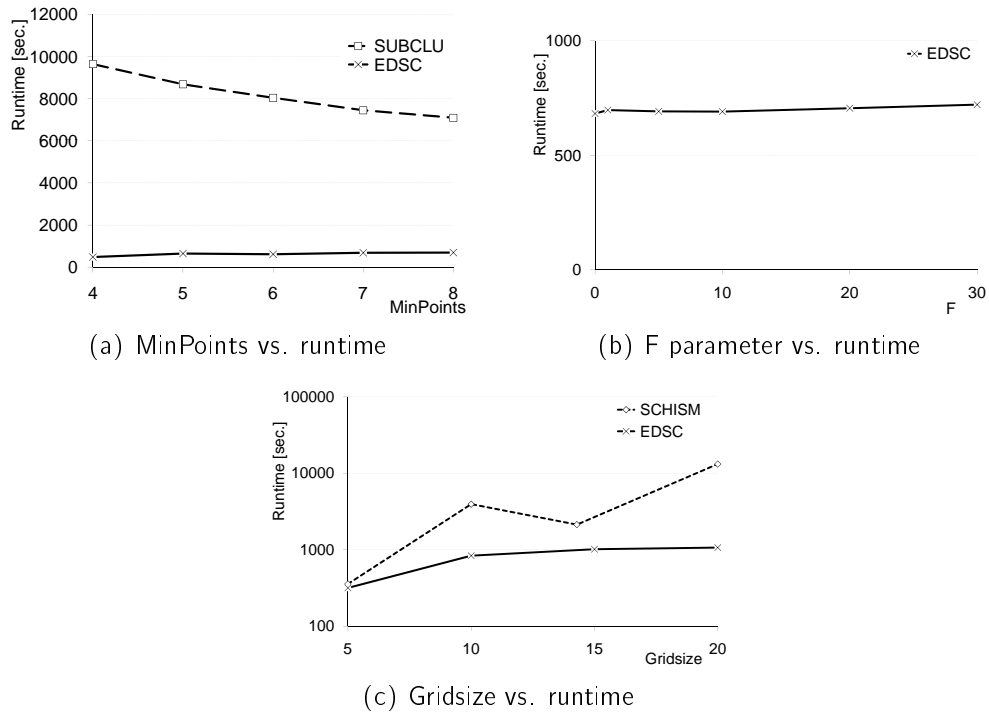 12000
10000
8000
6000
4000
2000
0
Runtime [sec.]
SUBCLU
EDSC
4 5 6 7 8
MinPoints
(a) MinPoints vs. runtime
1000
500
0
Runtime [sec.]
EDSC
0 10 20 30
F
(b) F parameter vs. runtime
100000
10000
1000
100
Runtime [sec.]
SCHISM
EDSC
5 10 15 20
Gridsize
(c) Gridsize vs. runtime